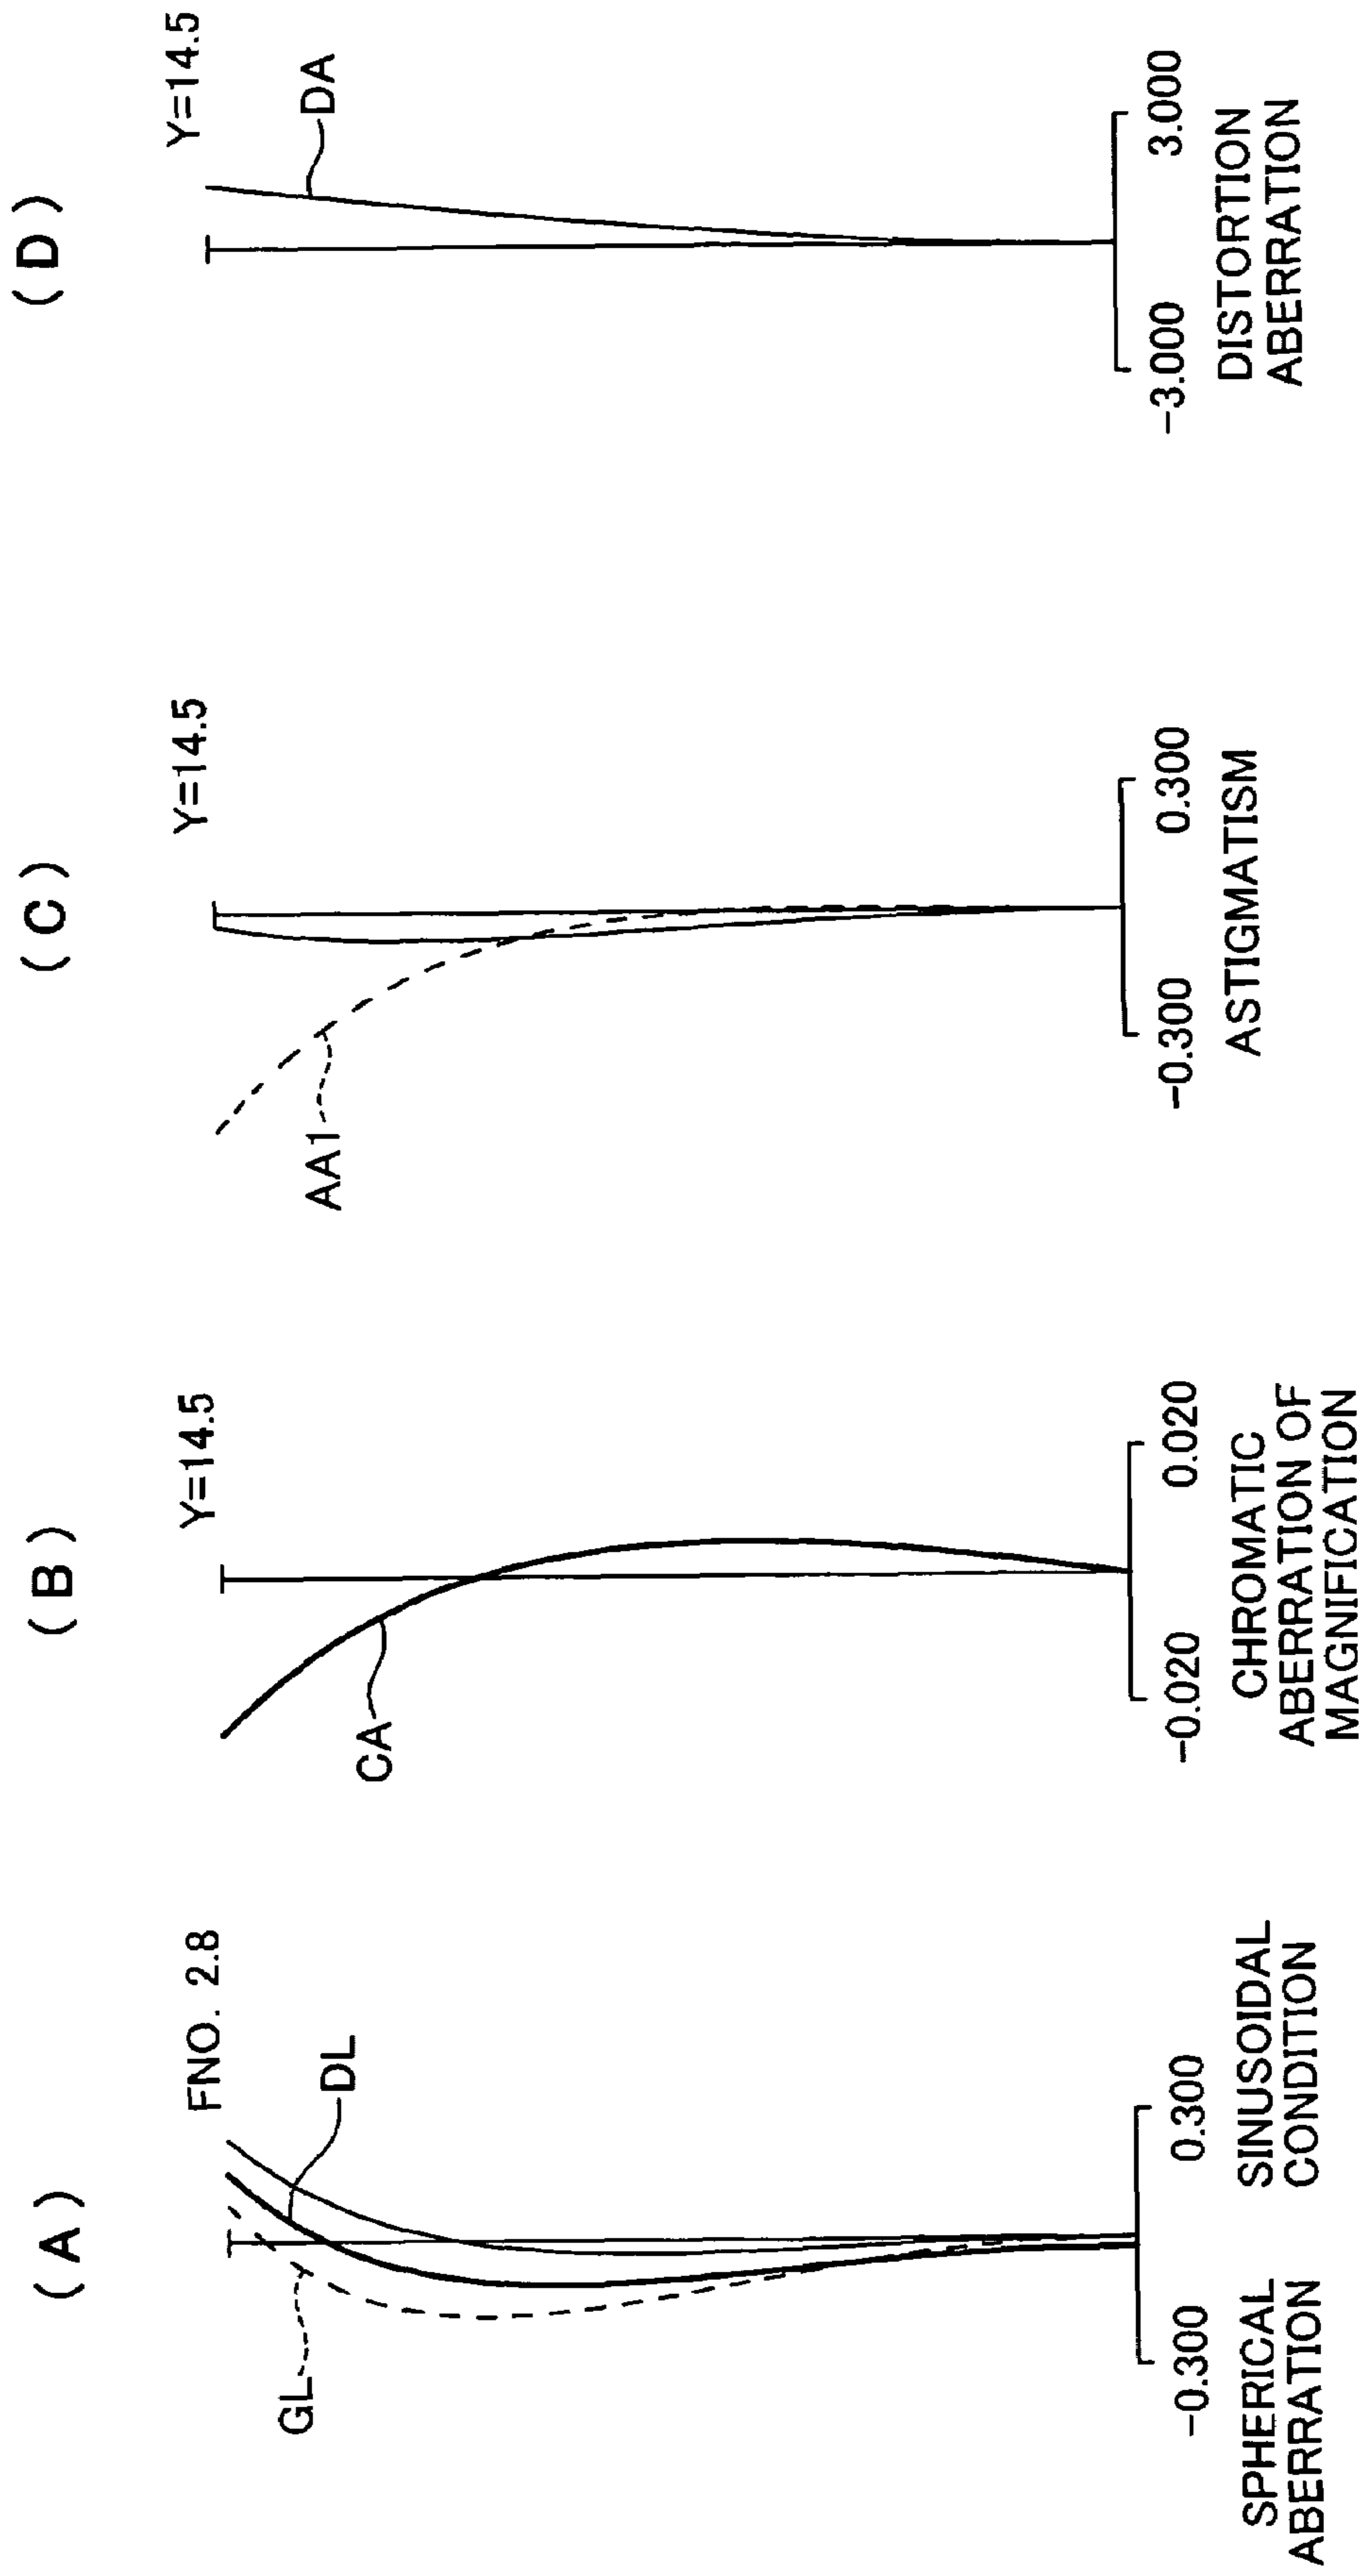 ( A )
FNO. 2.8
DL
GL
-0.300
0.300
SPHERICAL
ABERRATION
SINUSOIDAL
CONDITION
( B )
Y=14.5
CA
-0.020
0.020
CHROMATIC
ABERRATION OF
MAGNIFICATION
( C )
Y=14.5
AA1
-0.300
0.300
ASTIGMATISM
( D )
Y=14.5
DA
-3.000
3.000
DISTORTION
ABERRATION